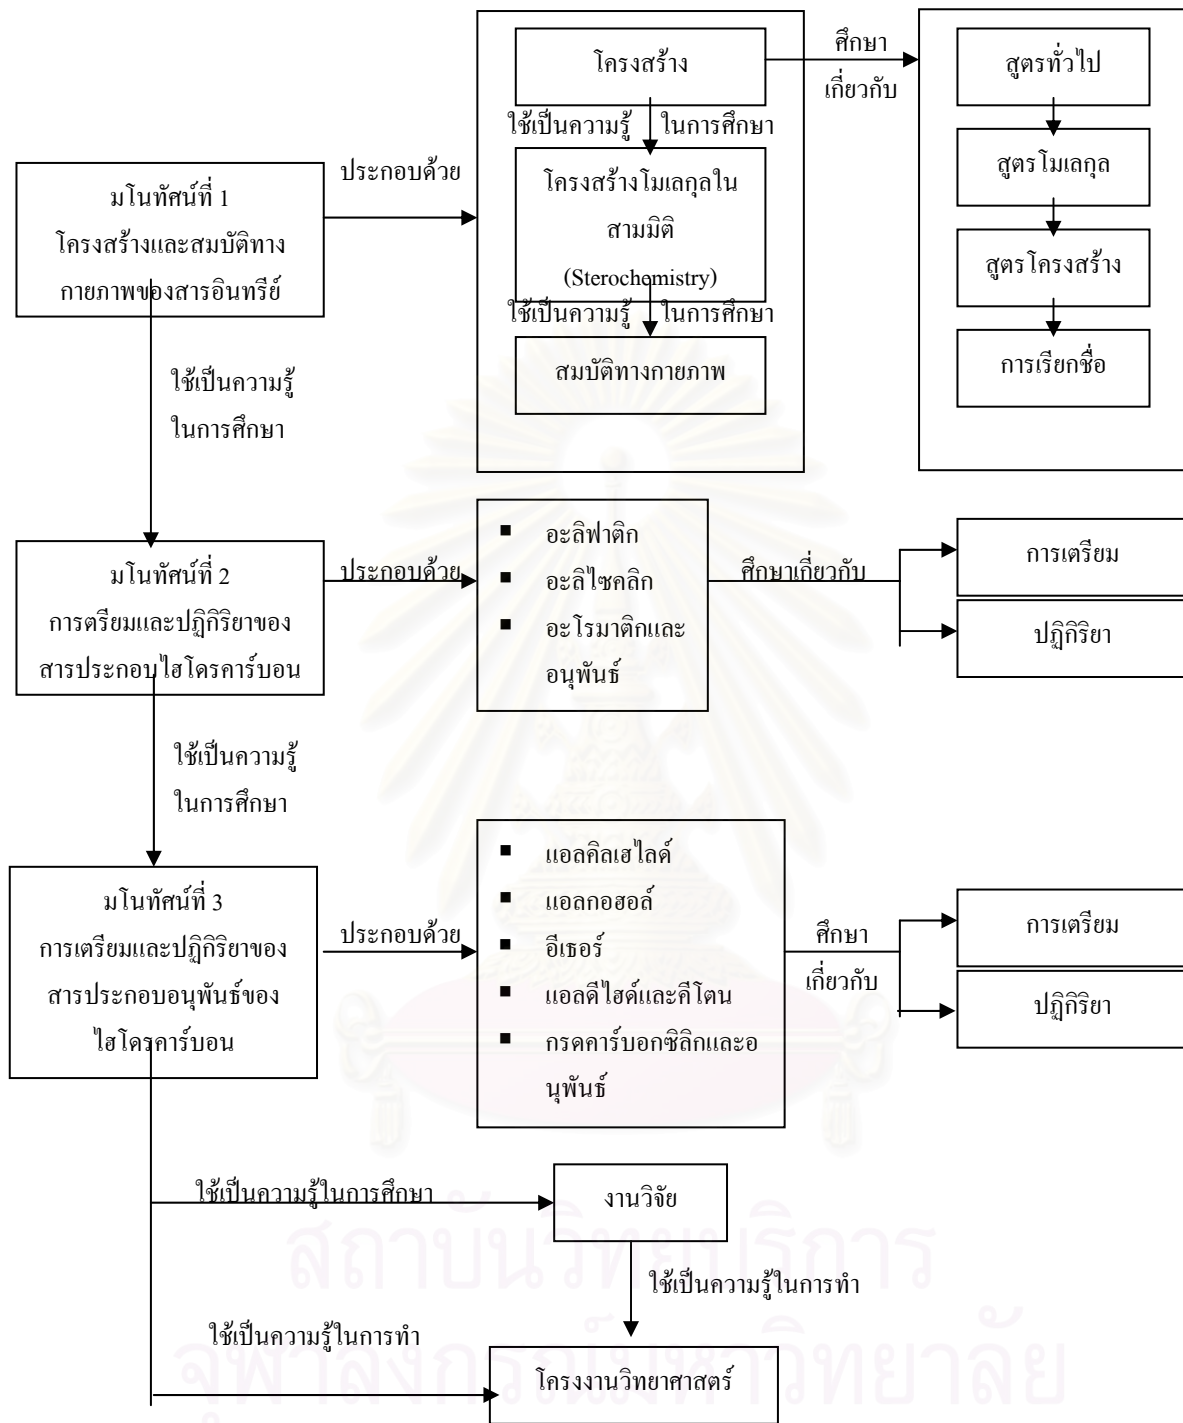 โครงสร้าง
ศึกษา
เกี่ยวกับ
สูตรทั่วไป
ใช้เป็นความรู้ ในการศึกษา
สูตรโมเลกุล
มโนทัศน์ที่ 1
โครงสร้างและสมบัติทาง
กายภาพของสารอินทรีย์
ประกอบด้วย
โครงสร้างโมเลกุลใน
สามมิติ
(Sterochemistry)
สูตรโครงสร้าง
ใช้เป็นความรู้ ในการศึกษา
สมบัติทางกายภาพ
การเรียกชื่อ
ใช้เป็นความรู้
ในการศึกษา
มโนทัศน์ที่ 2
การตรียมและปฏิกิริยาของ
สารประกอบไฮโดรคาร์บอน
ประกอบด้วย
▪ อะลิฟาติก
▪ อะลิไซคลิก
▪ อะโรมาติกและ
อนุพันธ์
ศึกษาเกี่ยวกับ
การเตรียม
ปฏิกิริยา
ใช้เป็นความรู้
ในการศึกษา
มโนทัศน์ที่ 3
การเตรียมและปฏิกิริยาของ
สารประกอบอนุพันธ์ของ
ไฮโดรคาร์บอน
ประกอบด้วย
▪ แอลคิลเฮไลด์
▪ แอลกอฮอล์
▪ อีเธอร์
▪ แอลดีไฮด์และคีโตน
▪ กรดคาร์บอกซิลิกและอ
นุพันธ์
ศึกษา
เกี่ยวกับ
การเตรียม
ปฏิกิริยา
ใช้เป็นความรู้ในการศึกษา
งานวิจัย
ใช้เป็นความรู้ในการทำ
ใช้เป็นความรู้ในการทำ
โครงงานวิทยาศาสตร์
สถาบันวิทยบริการ
จุฬาลงกรณ์มหาวิทยาลัย